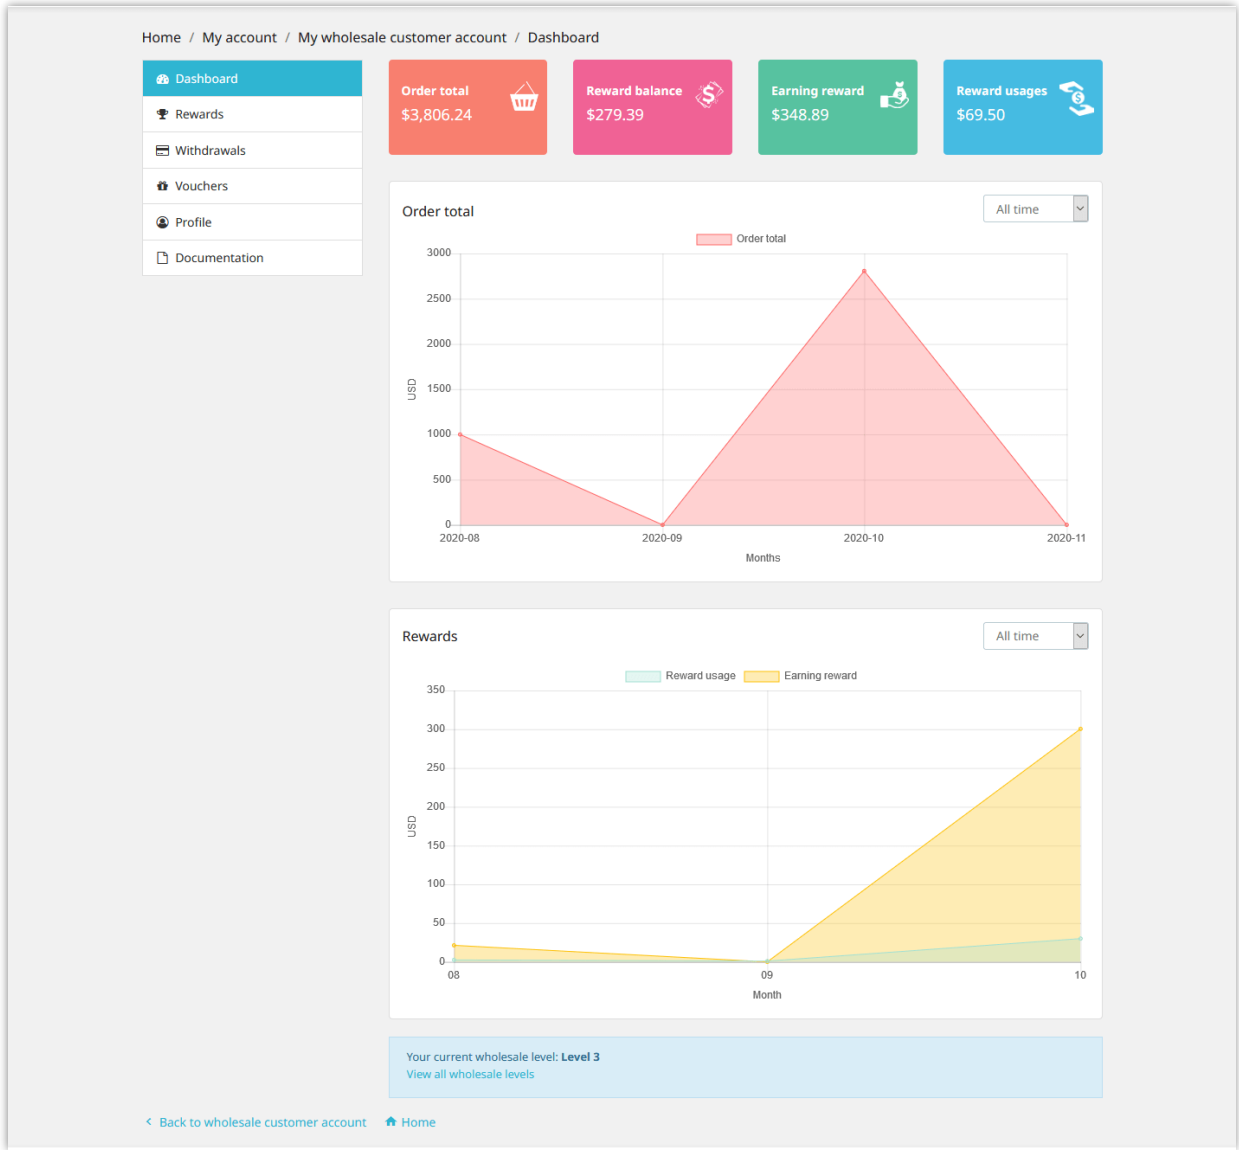 Home / My account / My wholesale customer account / Dashboard
Dashboard
Rewards
Withdrawals
Vouchers
Profile
Documentation
Order total
$3,806.24
Reward balance
$279.39
Earning reward
$348.89
Reward usages
$69.50
Order total
All time
Order total
3000
2500
2000
1500
1000
500
0
USD
2020-08 2020-09 2020-10 2020-11
Months
Rewards
All time
Reward usage Earning reward
350
300
250
200
150
100
50
0
USD
08 09 10
Month
Your current wholesale level: Level 3
View all wholesale levels
Back to wholesale customer account Home